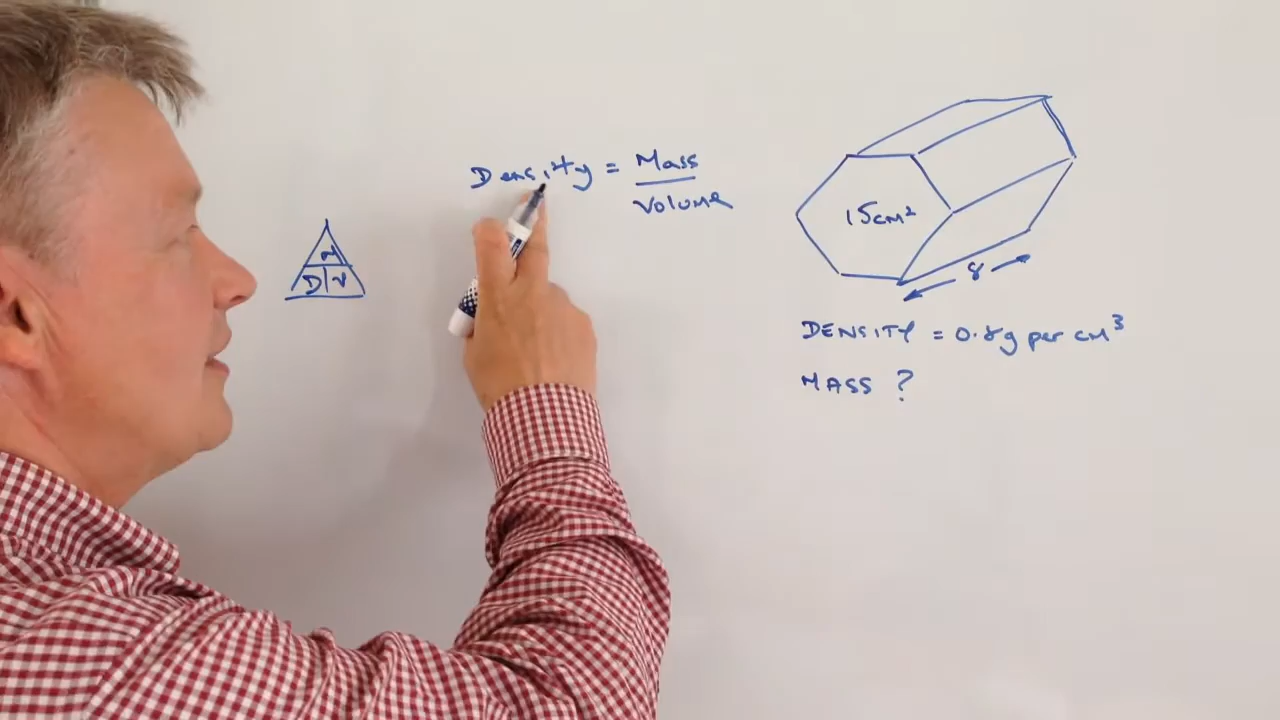 Density = Mass
Volume
M
D V
15cm²
8
DENSITY = 0.8g per cm³
MASS ?